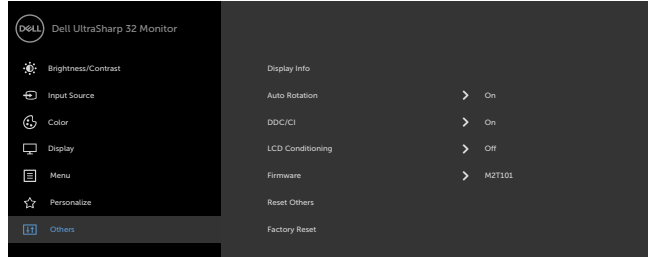 DELL
Dell UltraSharp 32 Monitor
Brightness/Contrast
Input Source
Color
Display
Menu
Personalize
Others
Display Info
Auto Rotation On
DDC/CI On
LCD Conditioning Off
Firmware M2T101
Reset Others
Factory Reset